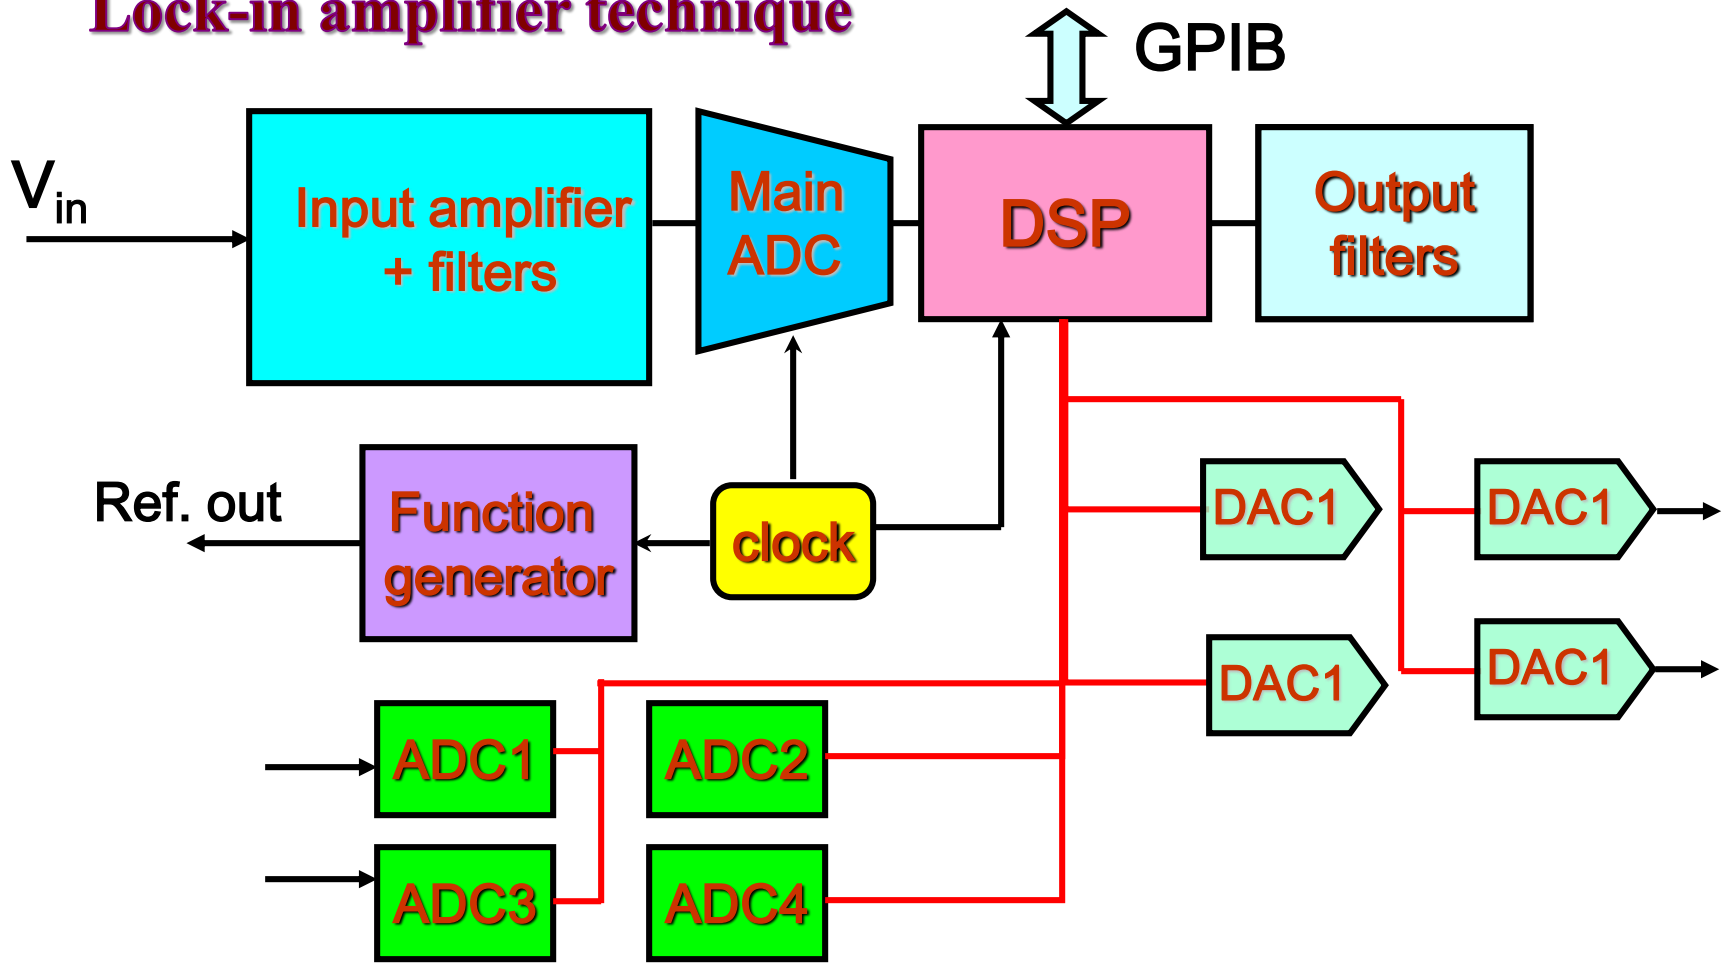 Lock-in amplifier technique
GPIB
Vin
Input amplifier
+ filters
Main
ADC
DSP
Output
filters
Ref. out
Function
generator
clock
DAC1
DAC1
DAC1
DAC1
ADC1
ADC2
ADC3
ADC4